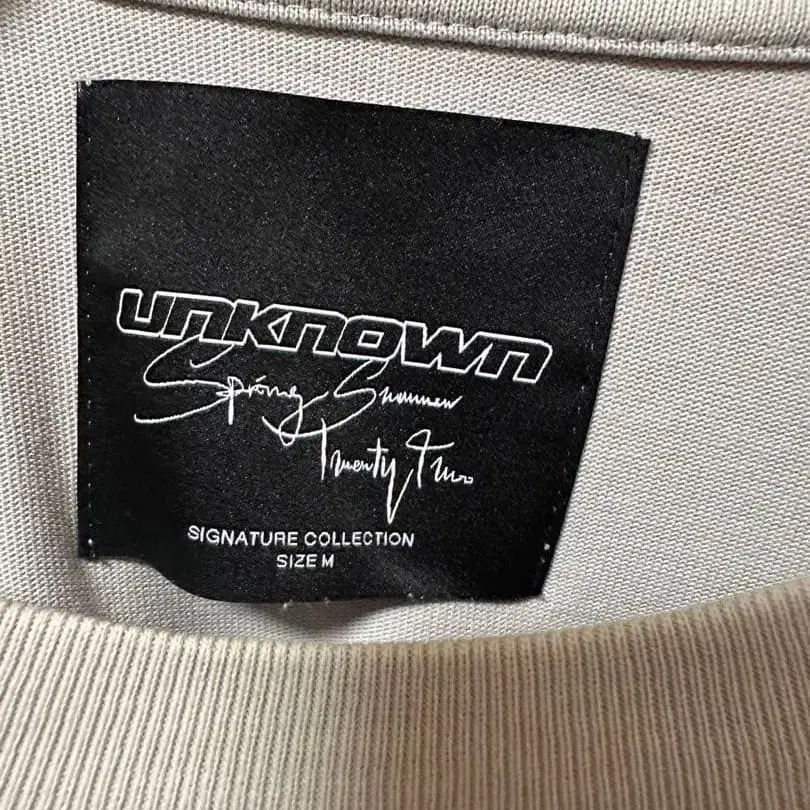 UNKNOWN
Spring Summer
Twenty Two
SIGNATURE COLLECTION
SIZE M